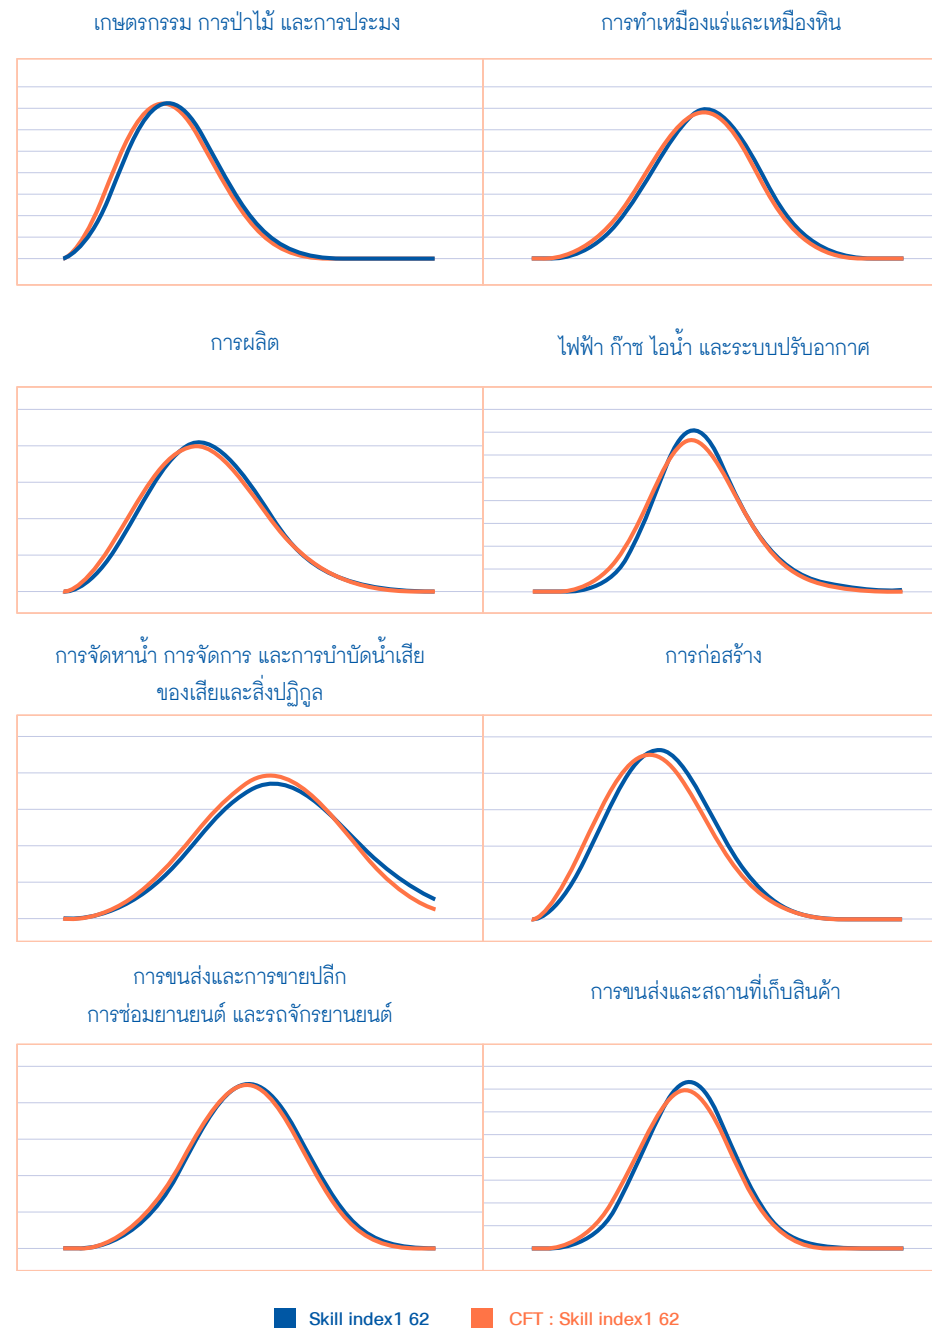 เกษตรกรรม การป่าไม้ และการประมง
การทำเหมืองแร่และเหมืองหิน
การผลิต
ไฟฟ้า ก๊าซ ไอน้ำ และระบบปรับอากาศ
การจัดหาน้ำ การจัดการ และการบำบัดน้ำเสีย
ของเสียและสิ่งปฏิกูล
การก่อสร้าง
การขนส่งและการขายปลีก
การซ่อมยานยนต์ และรถจักรยานยนต์
การขนส่งและสถานที่เก็บสินค้า
Skill index1 62
CFT : Skill index1 62